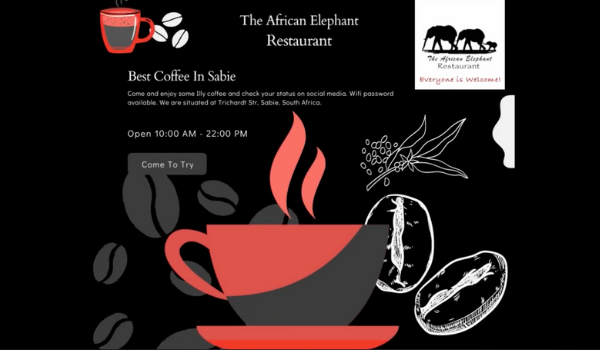 The African Elephant
Restaurant
The African Elephant
Restaurant
Everyone is Welcome!
Best Coffee In Sabie
Come and enjoy some Illy coffee and check your status on social media. Wifi password
available. We are situated at Trichardt Str, Sabie, South Africa.
Open 10:00 AM - 22:00 PM
Come To Try